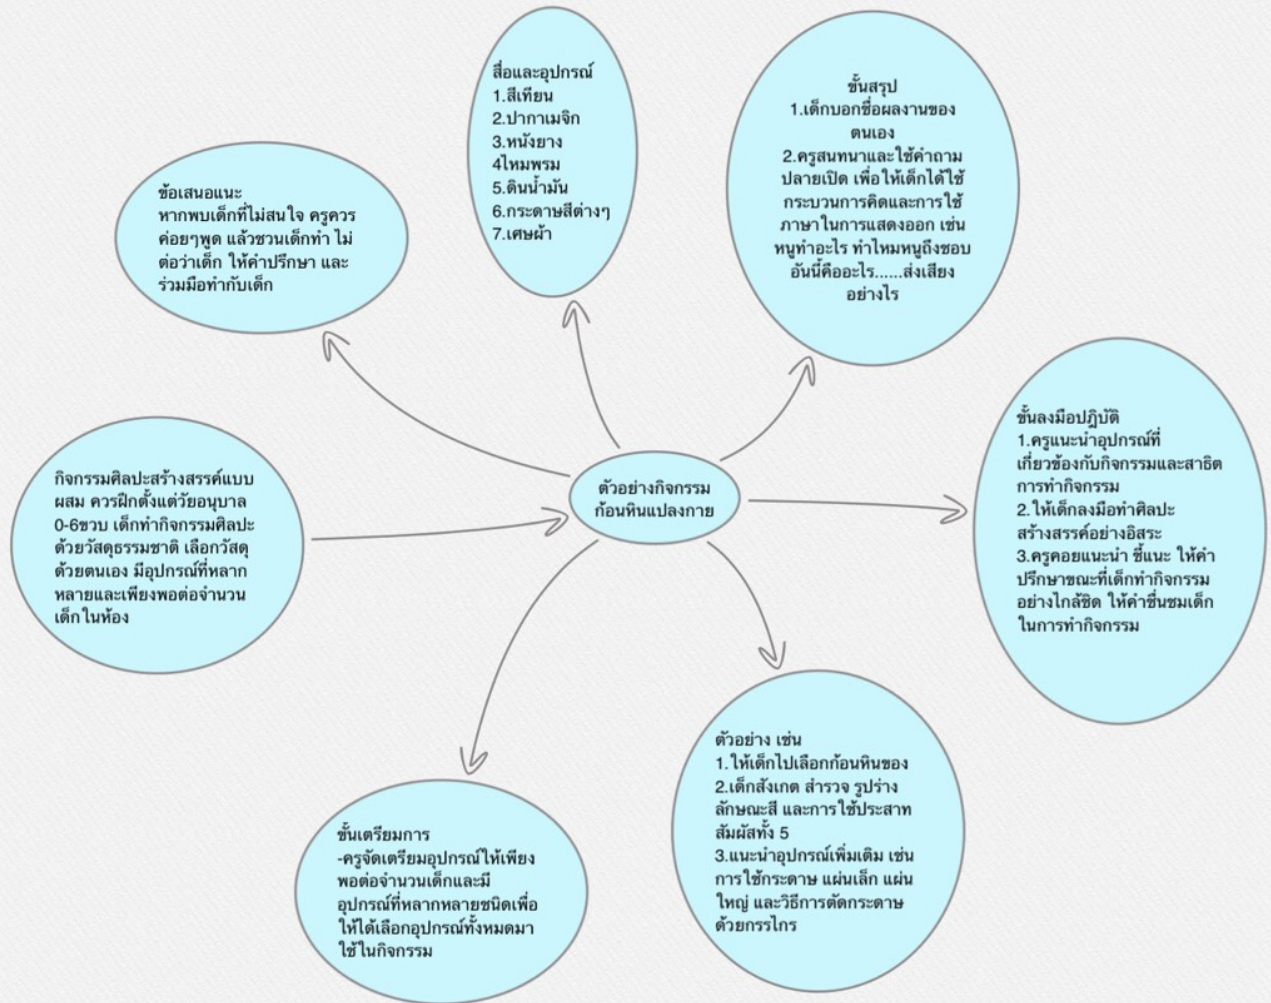 สื่อและอุปกรณ์
1.สีเทียน
2.ปากาเมจิก
3.หนังยาง
4ไหมพรม
5.ดินน้ำมัน
6.กระดาษสีต่างๆ
7.เศษผ้า
ขั้นสรุป
1.เด็กบอกชื่อผลงานของ
ตนเอง
2.ครูสนทนาและใช้คำถาม
ปลายเปิด เพื่อให้เด็กได้ใช้
กระบวนการคิดและการใช้
ภาษาในการแสดงออก เช่น
หนูทำอะไร ทำไหมหนูถึงชอบ
อันนี้คืออะไร......ส่งเสียง
อย่างไร
ข้อเสนอแนะ
หากพบเด็กที่ไม่สนใจ ครูควร
ค่อยๆพูด แล้วชวนเด็กทำ ไม่
ต่อว่าเด็ก ให้คำปรึกษา และ
ร่วมมือทำกับเด็ก
ขั้นลงมือปฎิบัติ
1.ครูแนะนำอุปกรณ์ที่
เกี่ยวข้องกับกิจกรรมและสาธิต
การทำกิจกรรม
2.ให้เด็กลงมือทำศิลปะ
สร้างสรรค์อย่างอิสระ
3.ครูคอยแนะนำ ชี้แนะ ให้คำ
ปรึกษาขณะที่เด็กทำกิจกรรม
อย่างไกล้ชิด ให้คำชื่นชมเด็ก
ในการทำกิจกรรม
กิจกรรมศิลปะสร้างสรรค์แบบ
ผสม ควรฝึกตั้งแต่วัยอนุบาล
0-6ขวบ เด็กทำกิจกรรมศิลปะ
ด้วยวัสดุธรรมชาติ เลือกวัสดุ
ด้วยตนเอง มีอุปกรณ์ที่หลาก
หลายและเพียงพอต่อจำนวน
เด็กในห้อง
ตัวอย่างกิจกรรม
ก้อนหินแปลงกาย
ตัวอย่าง เช่น
1.ให้เด็กไปเลือกก้อนหินของ
2.เด็กสังเกต สำรวจ รูปร่าง
ลักษณะสี และการใช้ประสาท
สัมผัสทั้ง 5
3.แนะนำอุปกรณ์เพิ่มเติม เช่น
การใช้กระดาษ แผ่นเล็ก แผ่น
ใหญ่ และวิธีการตัดกระดาษ
ด้วยกรรไกร
ขั้นเตรียมการ
-ครูจัดเตรียมอุปกรณ์ให้เพียง
พอต่อจำนวนเด็กและมี
อุปกรณ์ที่หลากหลายชนิดเพื่อ
ให้ได้เลือกอุปกรณ์ทั้งหมดมา
ใช้ในกิจกรรม